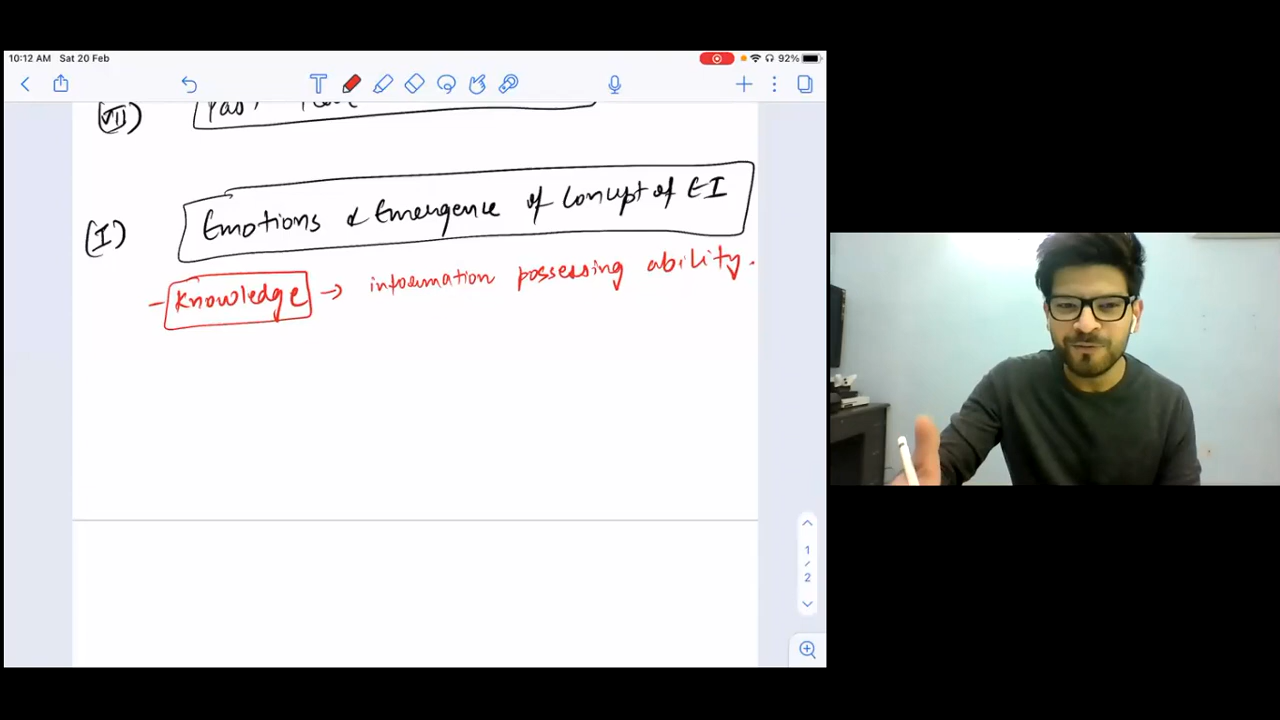 10:12 AM Sat 20 Feb 92%
(VII)
(I) Emotions & Emergence of Concept of EI
- Knowledge → information possessing ability.
1
/
2